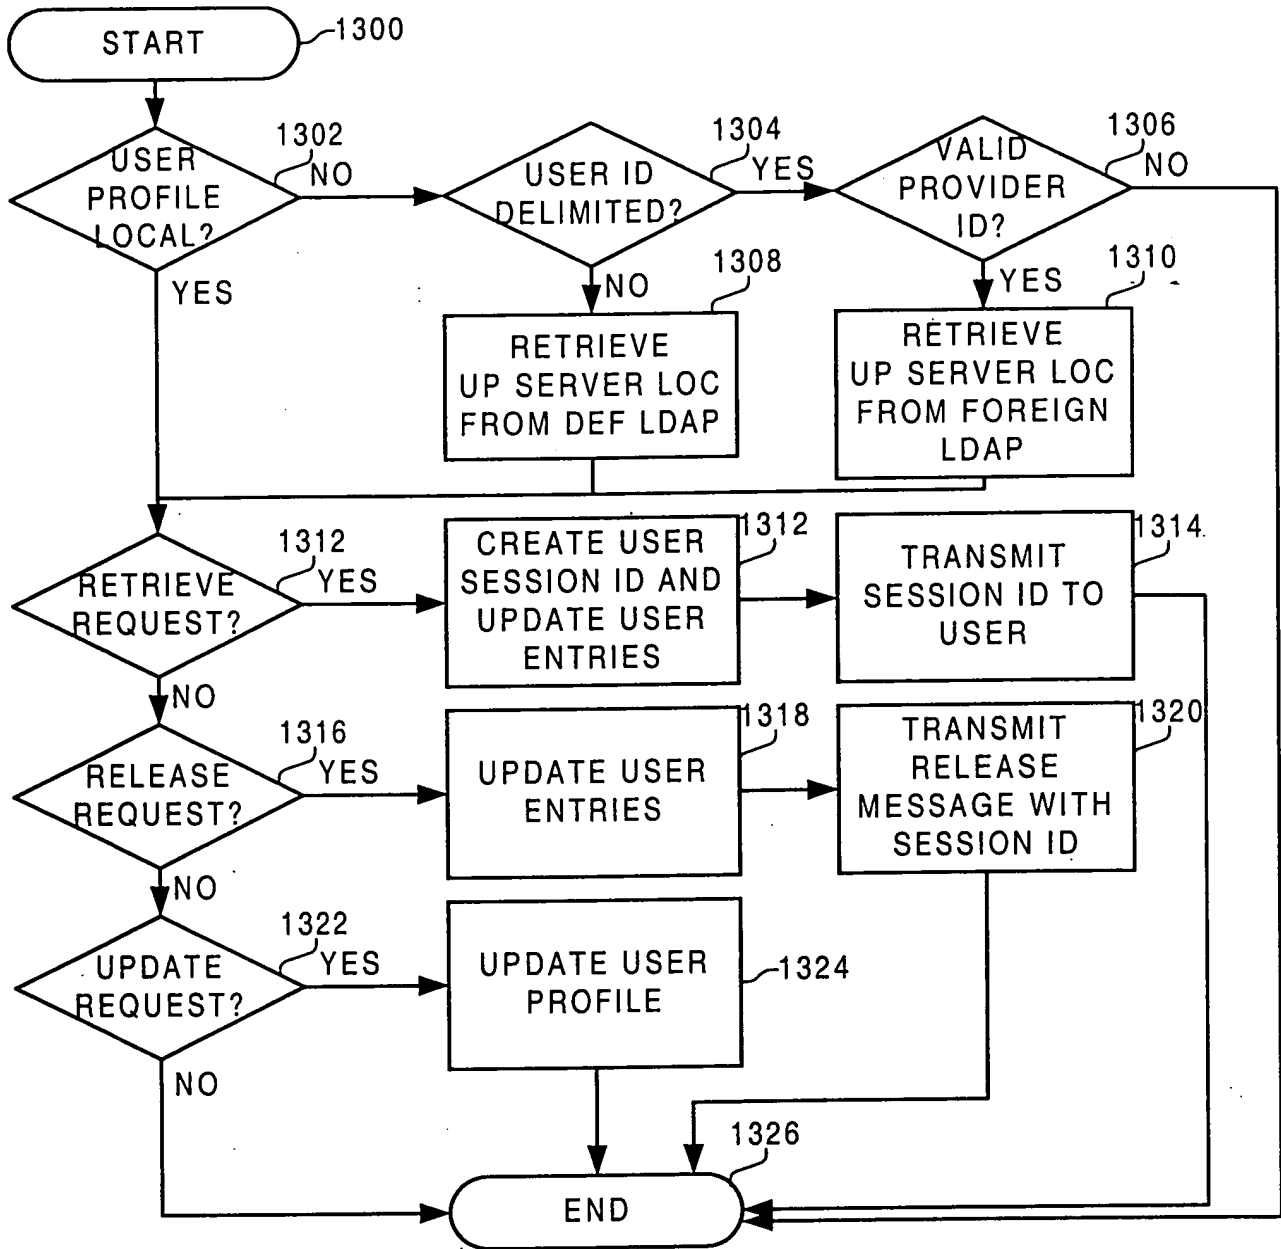 START
1300
USER
PROFILE
LOCAL?
1302
NO
YES
USER ID
DELIMITED?
1304
YES
NO
VALID
PROVIDER
ID?
1306
NO
YES
1308
RETRIEVE
UP SERVER LOC
FROM DEF LDAP
1310
RETRIEVE
UP SERVER LOC
FROM FOREIGN
LDAP
RETRIEVE
REQUEST?
1312
YES
NO
CREATE USER
SESSION ID AND
UPDATE USER
ENTRIES
1312
TRANSMIT
SESSION ID TO
USER
1314
RELEASE
REQUEST?
1316
YES
NO
UPDATE USER
ENTRIES
1318
TRANSMIT
RELEASE
MESSAGE WITH
SESSION ID
1320
UPDATE
REQUEST?
1322
YES
NO
UPDATE USER
PROFILE
1324
END
1326